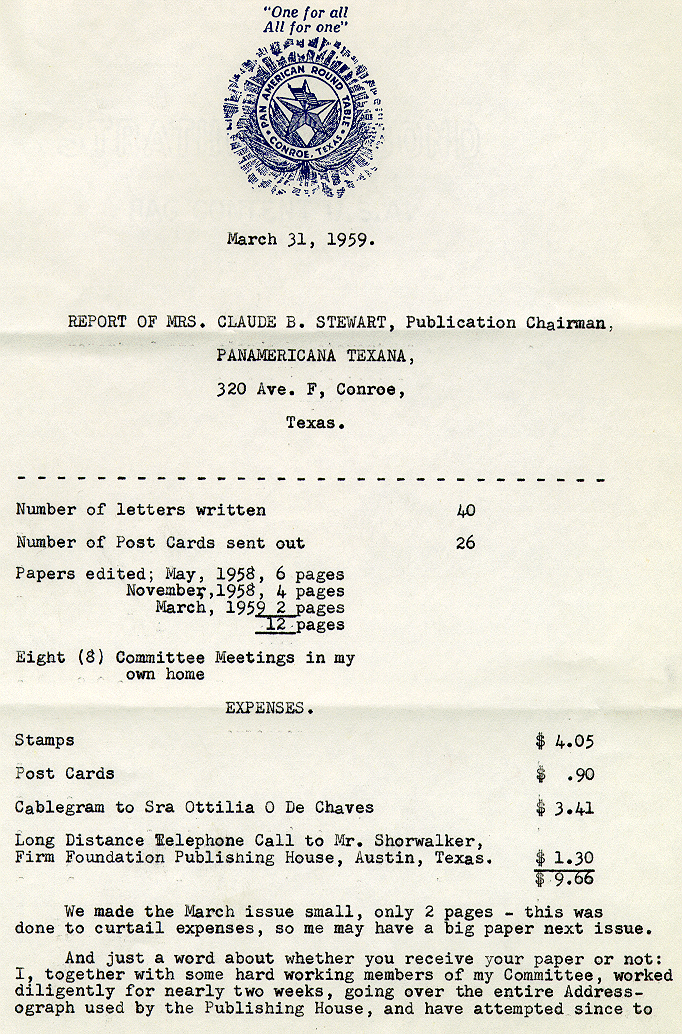 "One for all
All for one"
PAN AMERICAN ROUND TABLE
CONROE, TEXAS
March 31, 1959.
REPORT OF MRS. CLAUDE B. STEWART, Publication Chairman,
PANAMERICANA TEXANA,
320 Ave. F, Conroe,
Texas.
- - - - - - - - - - - - - - - - - - - - - - - - - - - - - -
Number of letters written 40
Number of Post Cards sent out 26
Papers edited; May, 1958, 6 pages
November,1958, 4 pages
March, 1959 2 pages
12 pages
Eight (8) Committee Meetings in my
own home
EXPENSES.
Stamps $ 4.05
Post Cards $ .90
Cablegram to Sra Ottilia O De Chaves $ 3.41
Long Distance Telephone Call to Mr. Shorwalker,
Firm Foundation Publishing House, Austin, Texas. $ 1.30
$ 9.66
We made the March issue small, only 2 pages - this was
done to curtail expenses, so me may have a big paper next issue.
And just a word about whether you receive your paper or not:
I, together with some hard working members of my Committee, worked
diligently for nearly two weeks, going over the entire Address-
ograph used by the Publishing House, and have attempted since to